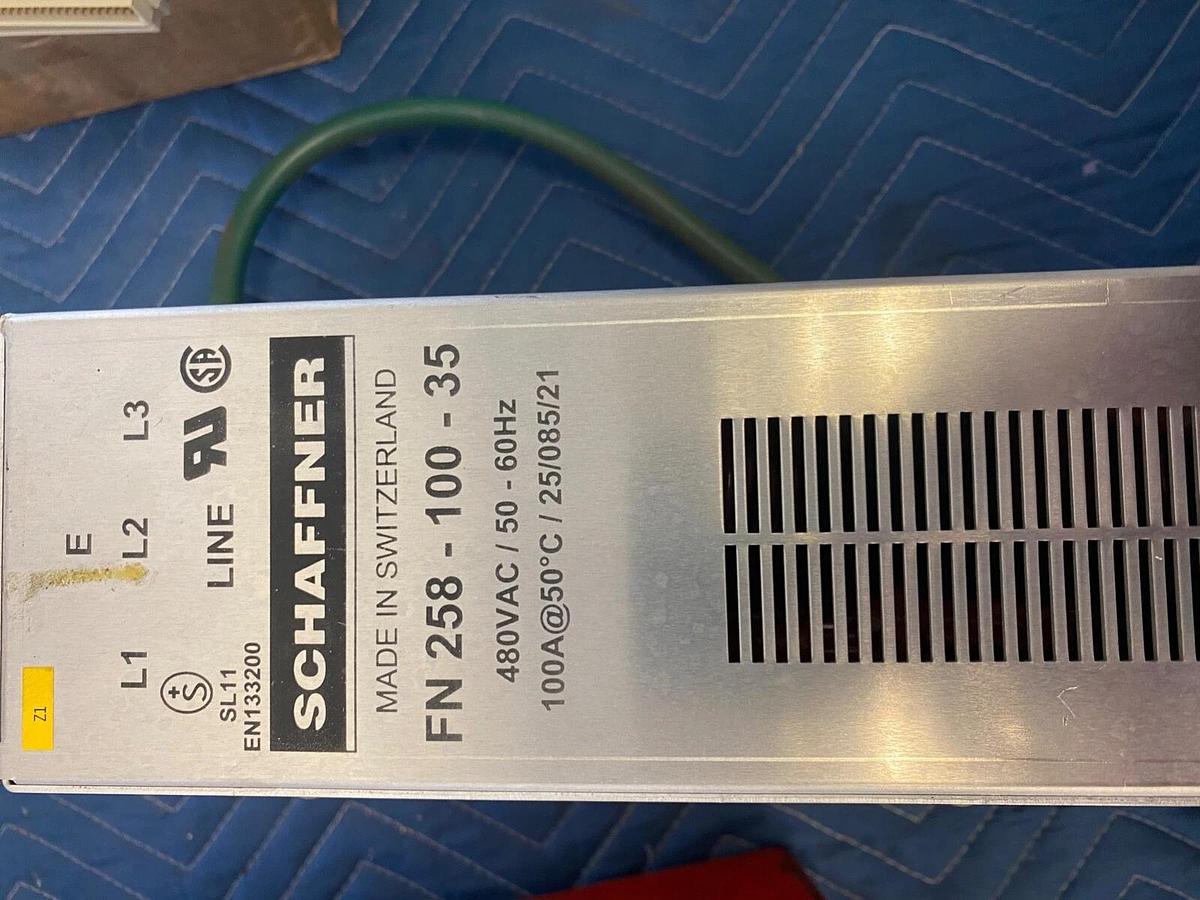 Z1
E
L1 L2 L3
LINE
SL11
EN133200
SCHAFFNER
MADE IN SWITZERLAND
FN 258 - 100 - 35
480VAC / 50 - 60Hz
100A@50°C / 25/085/21